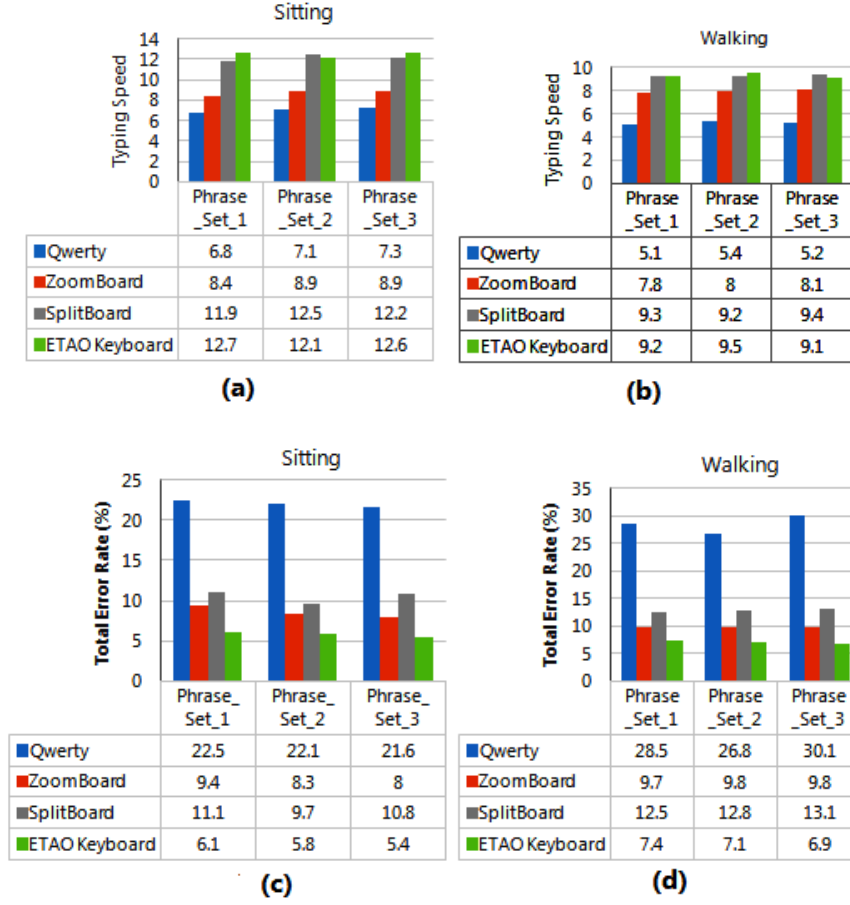 Sitting
Typing Speed
14
12
10
8
6
4
2
0
Phrase _Set_1 Phrase _Set_2 Phrase _Set_3
Qwerty 6.8 7.1 7.3
ZoomBoard 8.4 8.9 8.9
SplitBoard 11.9 12.5 12.2
ETAO Keyboard 12.7 12.1 12.6
(a)
Walking
Typing Speed
10
8
6
4
2
0
Phrase _Set_1 Phrase _Set_2 Phrase _Set_3
Qwerty 5.1 5.4 5.2
ZoomBoard 7.8 8 8.1
SplitBoard 9.3 9.2 9.4
ETAO Keyboard 9.2 9.5 9.1
(b)
Sitting
Total Error Rate (%)
25
20
15
10
5
0
Phrase_ Set_1 Phrase_ Set_2 Phrase_ Set_3
Qwerty 22.5 22.1 21.6
ZoomBoard 9.4 8.3 8
SplitBoard 11.1 9.7 10.8
ETAO Keyboard 6.1 5.8 5.4
(c)
Walking
Total Error Rate (%)
35
30
25
20
15
10
5
0
Phrase _Set_1 Phrase _Set_2 Phrase _Set_3
Qwerty 28.5 26.8 30.1
ZoomBoard 9.7 9.8 9.8
SplitBoard 12.5 12.8 13.1
ETAO Keyboard 7.4 7.1 6.9
(d)